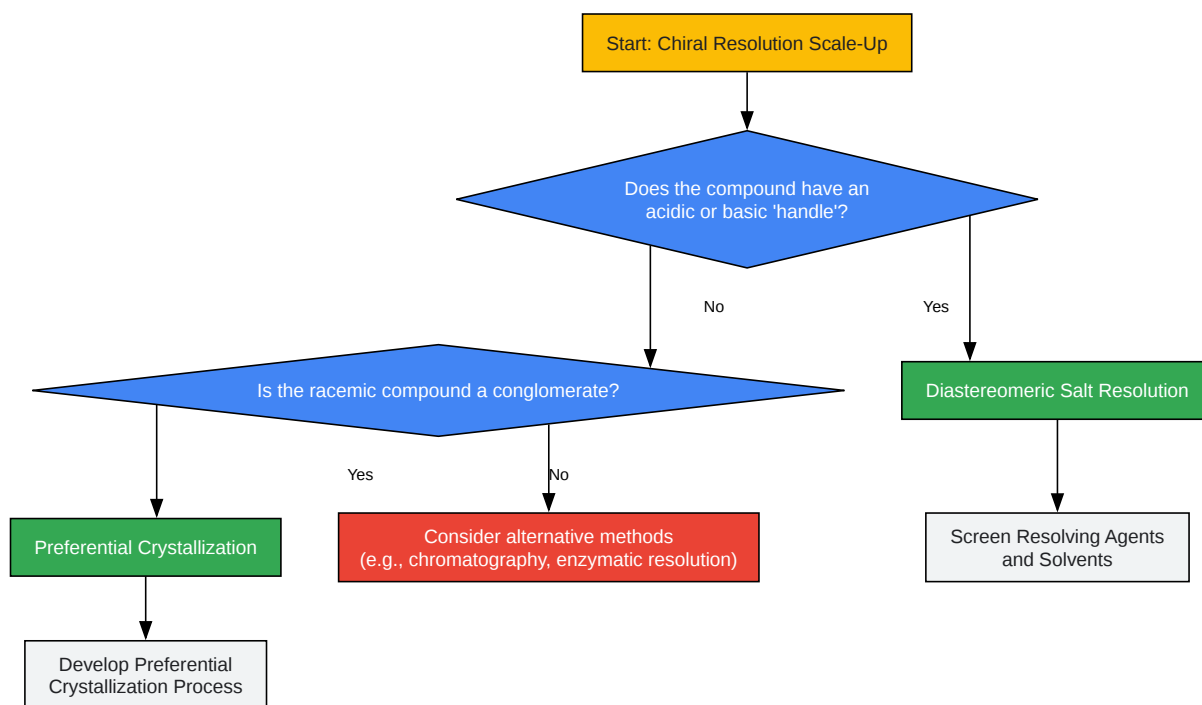 Start: Chiral Resolution Scale-Up
Does the compound have an
acidic or basic 'handle'?
No
Yes
Is the racemic compound a conglomerate?
Diastereomeric Salt Resolution
Yes
No
Preferential Crystallization
Consider alternative methods
(e.g., chromatography, enzymatic resolution)
Screen Resolving Agents
and Solvents
Develop Preferential
Crystallization Process